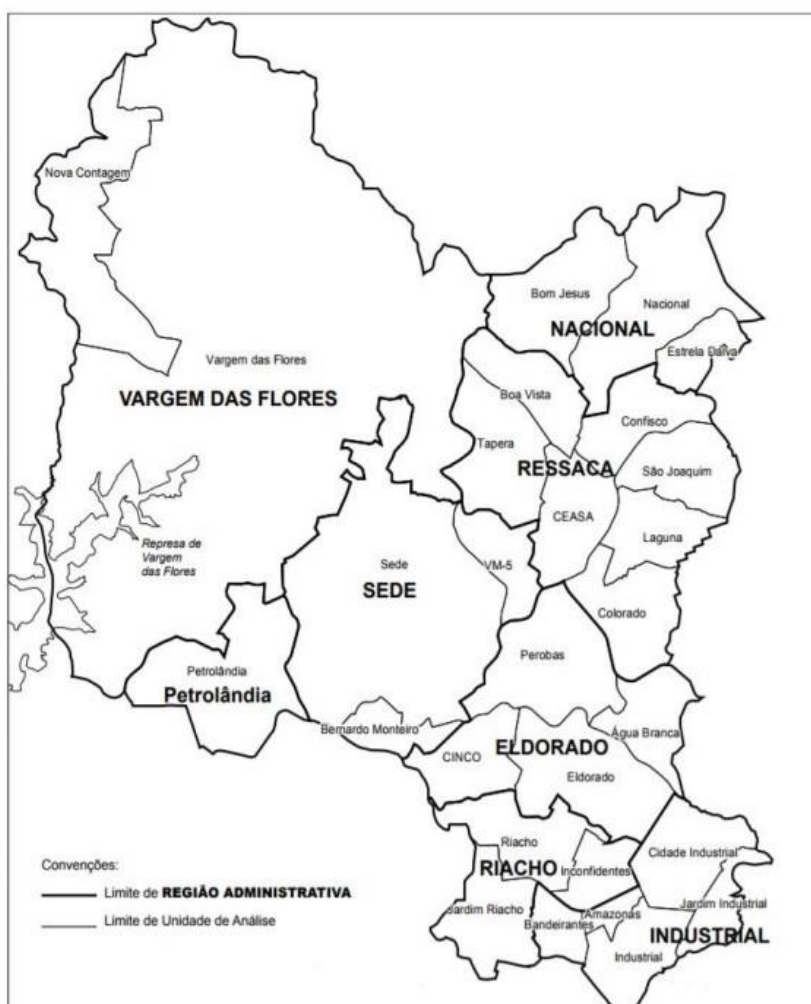 Nova Contagem
Bom Jesus
Nacional
NACIONAL
Estrela Dalva
Vargem das Flores
VARGEM DAS FLORES
Boa Vista
Confisco
Tapera
RESSACA
São Joaquim
CEASA
Laguna
Represa de
Vargem
das Flores
Sede
VM-5
SEDE
Colorado
Perobas
Petrolândia
Petrolândia
Bernardo Monteiro
Água Branca
ELDORADO
CINCO
Eldorado
Riacho
RIACHO
Inconfidentes
Cidade Industrial
Jardim Riacho
Bandeirantes
Amazonas
Jardim Industrial
INDUSTRIAL
Industrial
Convenções:
Limite de REGIÃO ADMINISTRATIVA
Limite de Unidade de Análise